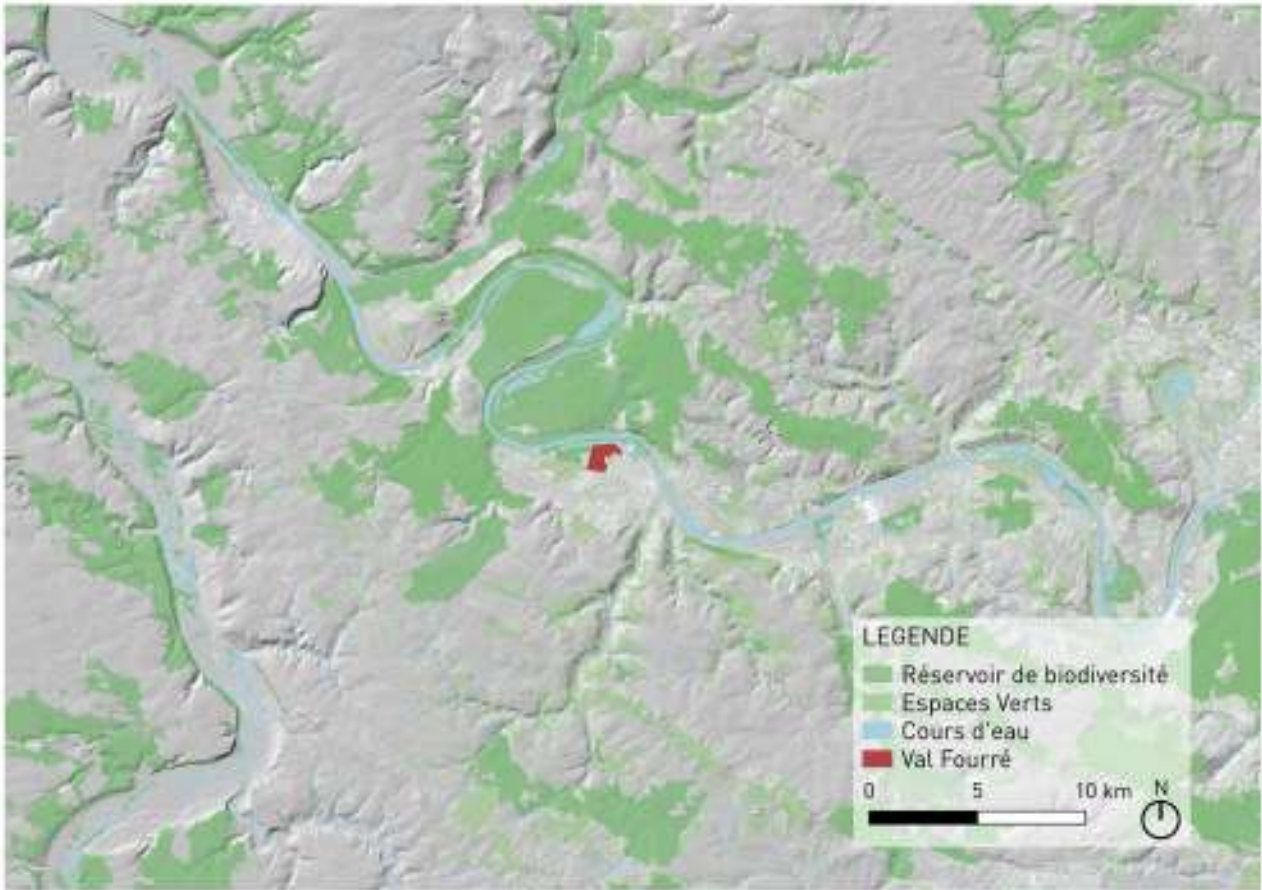 LEGENDE
Réservoir de biodiversité
Espaces Verts
Cours d'eau
Val Fourré
0 5 10 km N